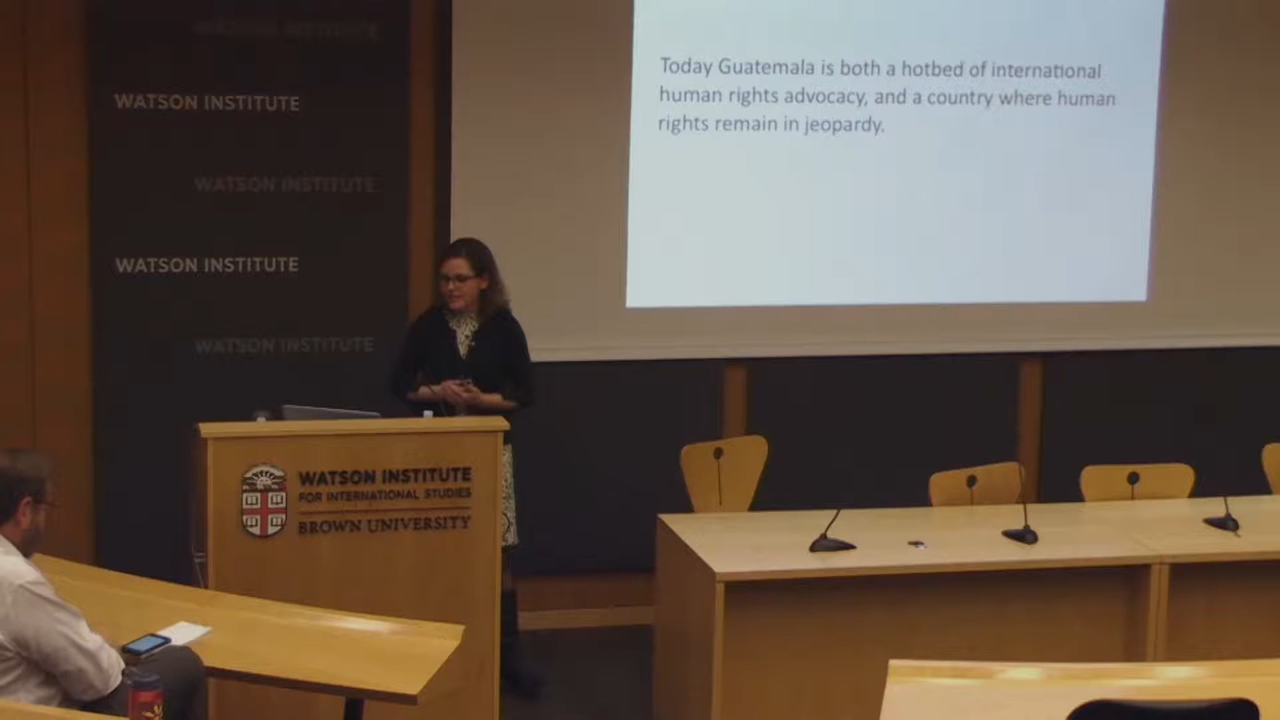 WATSON INSTITUTE
WATSON INSTITUTE
WATSON INSTITUTE
WATSON INSTITUTE
WATSON INSTITUTE
Today Guatemala is both a hotbed of international
human rights advocacy, and a country where human
rights remain in jeopardy.
WATSON INSTITUTE
FOR INTERNATIONAL STUDIES
BROWN UNIVERSITY